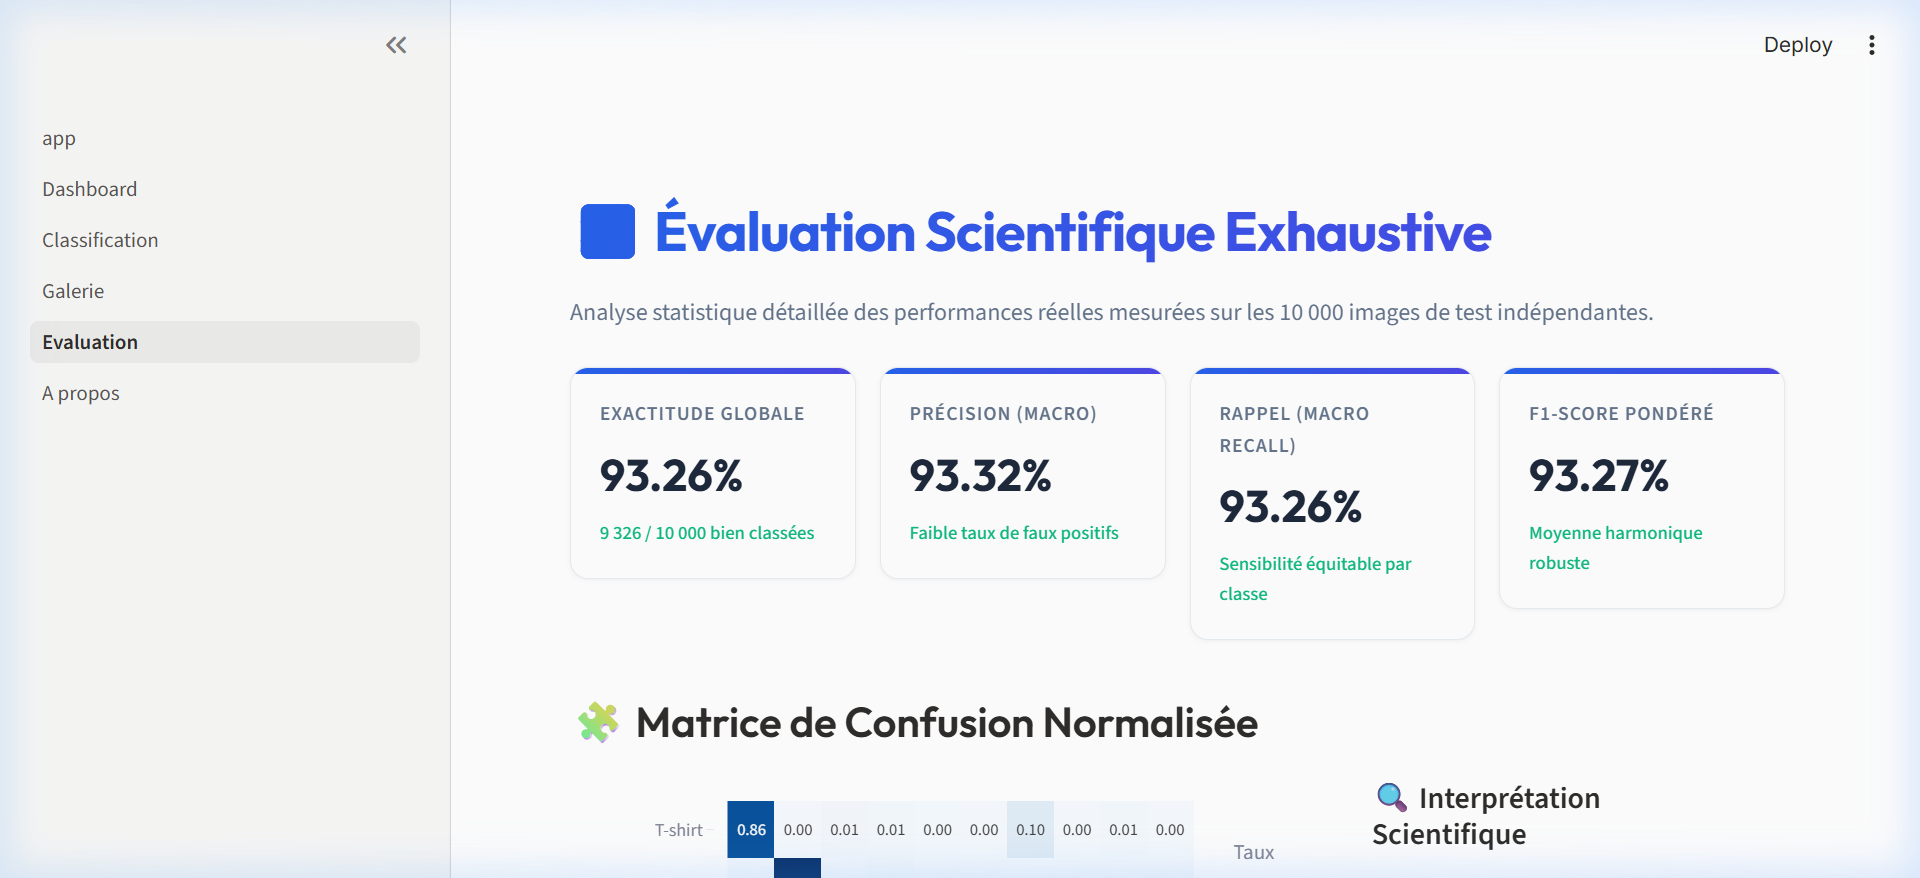 Deploy
app
Dashboard
Classification
Galerie
Evaluation
A propos
Évaluation Scientifique Exhaustive
Analyse statistique détaillée des performances réelles mesurées sur les 10 000 images de test indépendantes.
EXACTITUDE GLOBALE
93.26%
9 326 / 10 000 bien classées
PRÉCISION (MACRO)
93.32%
Faible taux de faux positifs
RAPPEL (MACRO
RECALL)
93.26%
Sensibilité équitable par
classe
F1-SCORE PONDÉRÉ
93.27%
Moyenne harmonique
robuste
Matrice de Confusion Normalisée
T-shirt 0.86 0.00 0.01 0.01 0.00 0.00 0.10 0.00 0.01 0.00
Taux
Interprétation
Scientifique